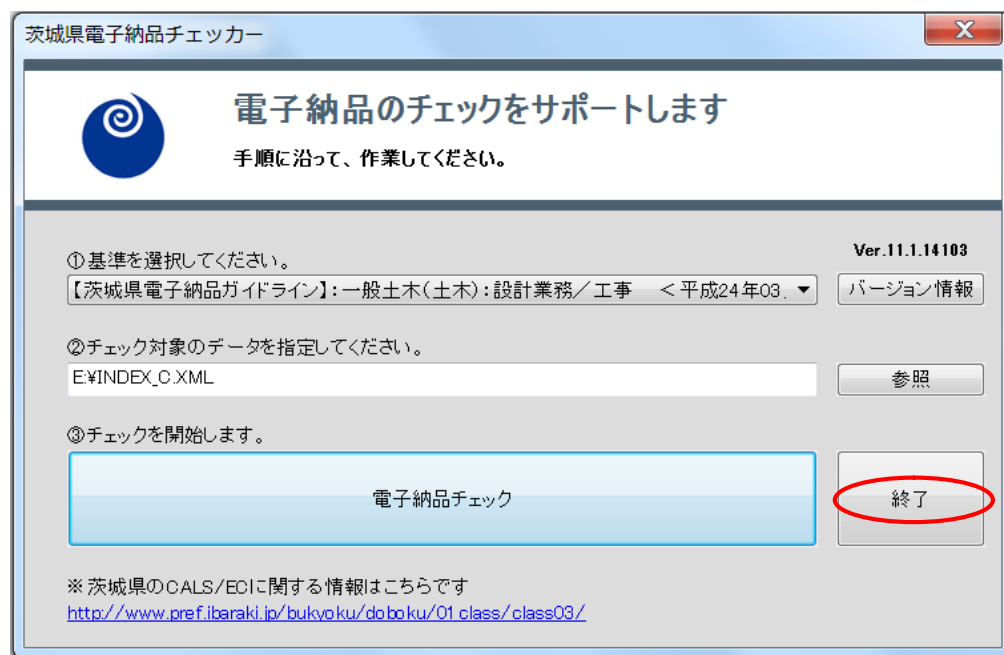 茨城県電子納品チェッカー
X
電子納品のチェックをサポートします
手順に沿って、作業してください。
①基準を選択してください。
Ver.11.1.14103
【茨城県電子納品ガイドライン】:一般土木(土木):設計業務/工事 <平成24年03.
バージョン情報
②チェック対象のデータを指定してください。
E:¥INDEX_C.XML
参照
③チェックを開始します。
電子納品チェック
終了
※茨城県のCALS/ECに関する情報はこちらです
http://www.pref.ibaraki.jp/bukyoku/doboku/01class/class03/